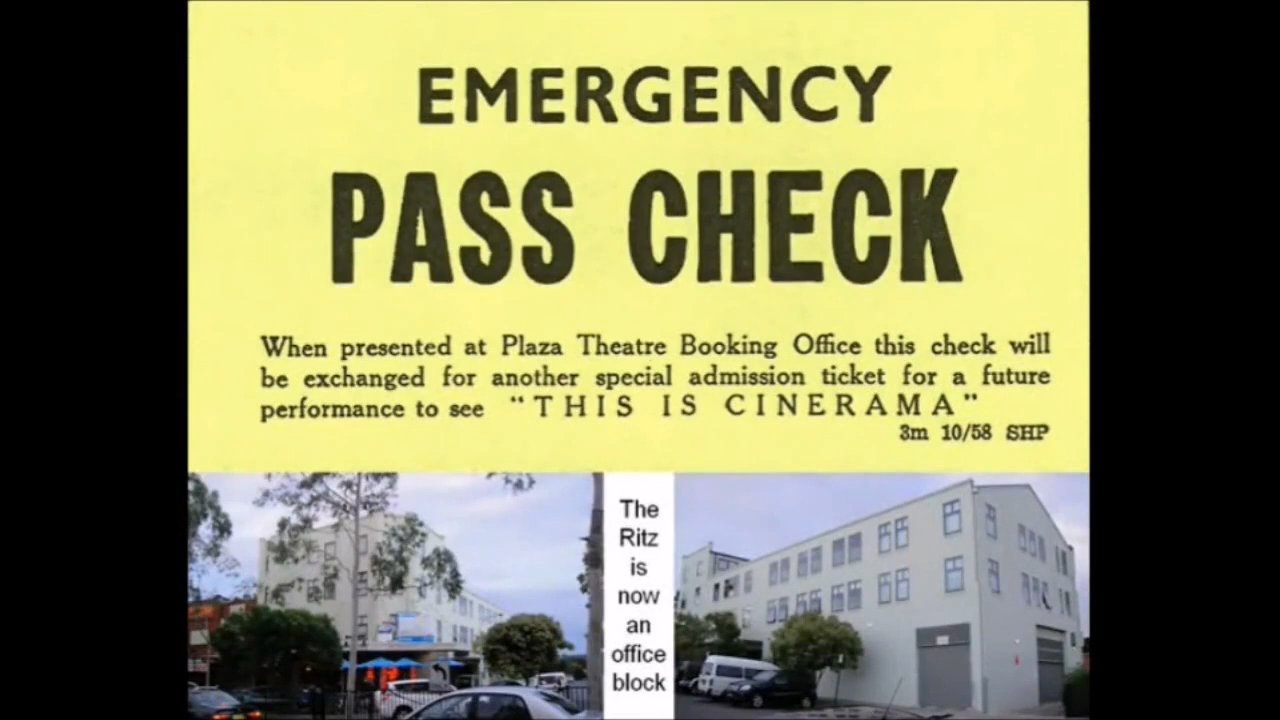 EMERGENCY
PASS CHECK
When presented at Plaza Theatre Booking Office this check will
be exchanged for another special admission ticket for a future
performance to see "THIS IS CINERAMA"
3m 10/58 SHP
The
Ritz
is
now
an
office
block